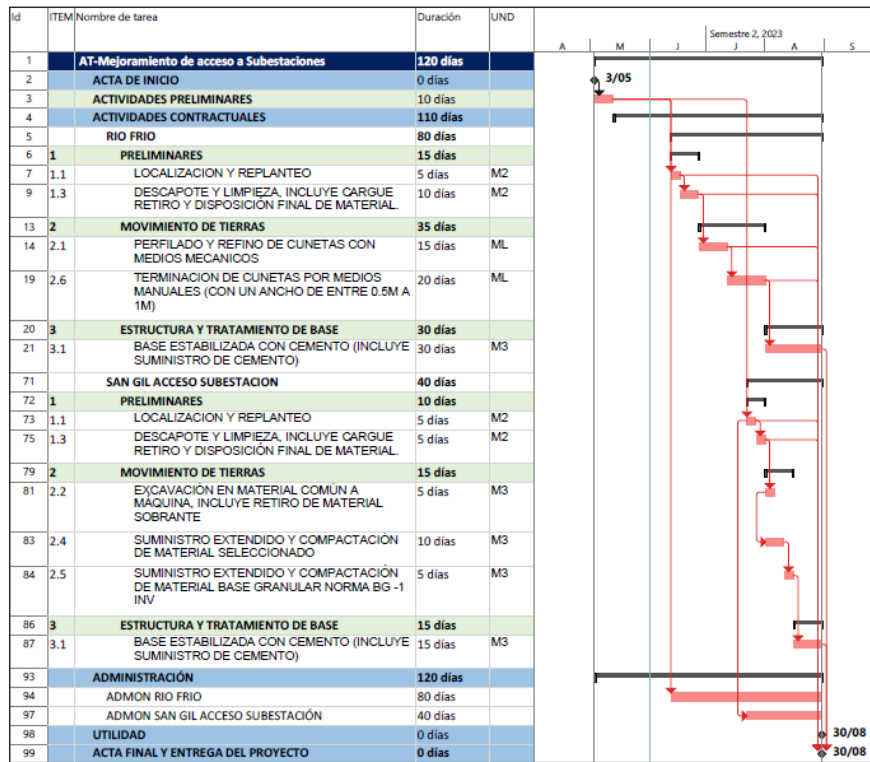 Id ITEM Nombre de tarea Duración UND
Semestre 2, 2023
A M J J A S
1 AT-Mejoramiento de acceso a Subestaciones 120 días
2 ACTA DE INICIO 0 días 3/05
3 ACTIVIDADES PRELIMINARES 10 días
4 ACTIVIDADES CONTRACTUALES 110 días
5 RIO FRIO 80 días
6 1 PRELIMINARES 15 días
7 1.1 LOCALIZACION Y REPLANTEO 5 días M2
9 1.3 DESCAPOTE Y LIMPIEZA, INCLUYE CARGUE 10 días M2
RETIRO Y DISPOSICIÓN FINAL DE MATERIAL.
13 2 MOVIMIENTO DE TIERRAS 35 días
14 2.1 PERFILADO Y REFINO DE CUNETAS CON 15 días ML
MEDIOS MECANICOS
19 2.6 TERMINACION DE CUNETAS POR MEDIOS 20 días ML
MANUALES (CON UN ANCHO DE ENTRE 0.5M A
1M)
20 3 ESTRUCTURA Y TRATAMIENTO DE BASE 30 días
21 3.1 BASE ESTABILIZADA CON CEMENTO (INCLUYE 30 días M3
SUMINISTRO DE CEMENTO)
71 SAN GIL ACCESO SUBESTACION 40 días
72 1 PRELIMINARES 10 días
73 1.1 LOCALIZACION Y REPLANTEO 5 días M2
75 1.3 DESCAPOTE Y LIMPIEZA, INCLUYE CARGUE 5 días M2
RETIRO Y DISPOSICIÓN FINAL DE MATERIAL.
79 2 MOVIMIENTO DE TIERRAS 15 días
81 2.2 EXCAVACIÓN EN MATERIAL COMÚN A 5 días M3
MAQUINA, INCLUYE RETIRO DE MATERIAL
SOBRANTE
83 2.4 SUMINISTRO EXTENDIDO Y COMPACTACIÓN 10 días M3
DE MATERIAL SELECCIONADO
84 2.5 SUMINISTRO EXTENDIDO Y COMPACTACIÓN 5 días M3
DE MATERIAL BASE GRANULAR NORMA BG -1
INV
86 3 ESTRUCTURA Y TRATAMIENTO DE BASE 15 días
87 3.1 BASE ESTABILIZADA CON CEMENTO (INCLUYE 15 días M3
SUMINISTRO DE CEMENTO)
93 ADMINISTRACIÓN 120 días
94 ADMON RIO FRIO 80 días
97 ADMON SAN GIL ACCESO SUBESTACIÓN 40 días
98 UTILIDAD 0 días 30/08
99 ACTA FINAL Y ENTREGA DEL PROYECTO 0 días 30/08